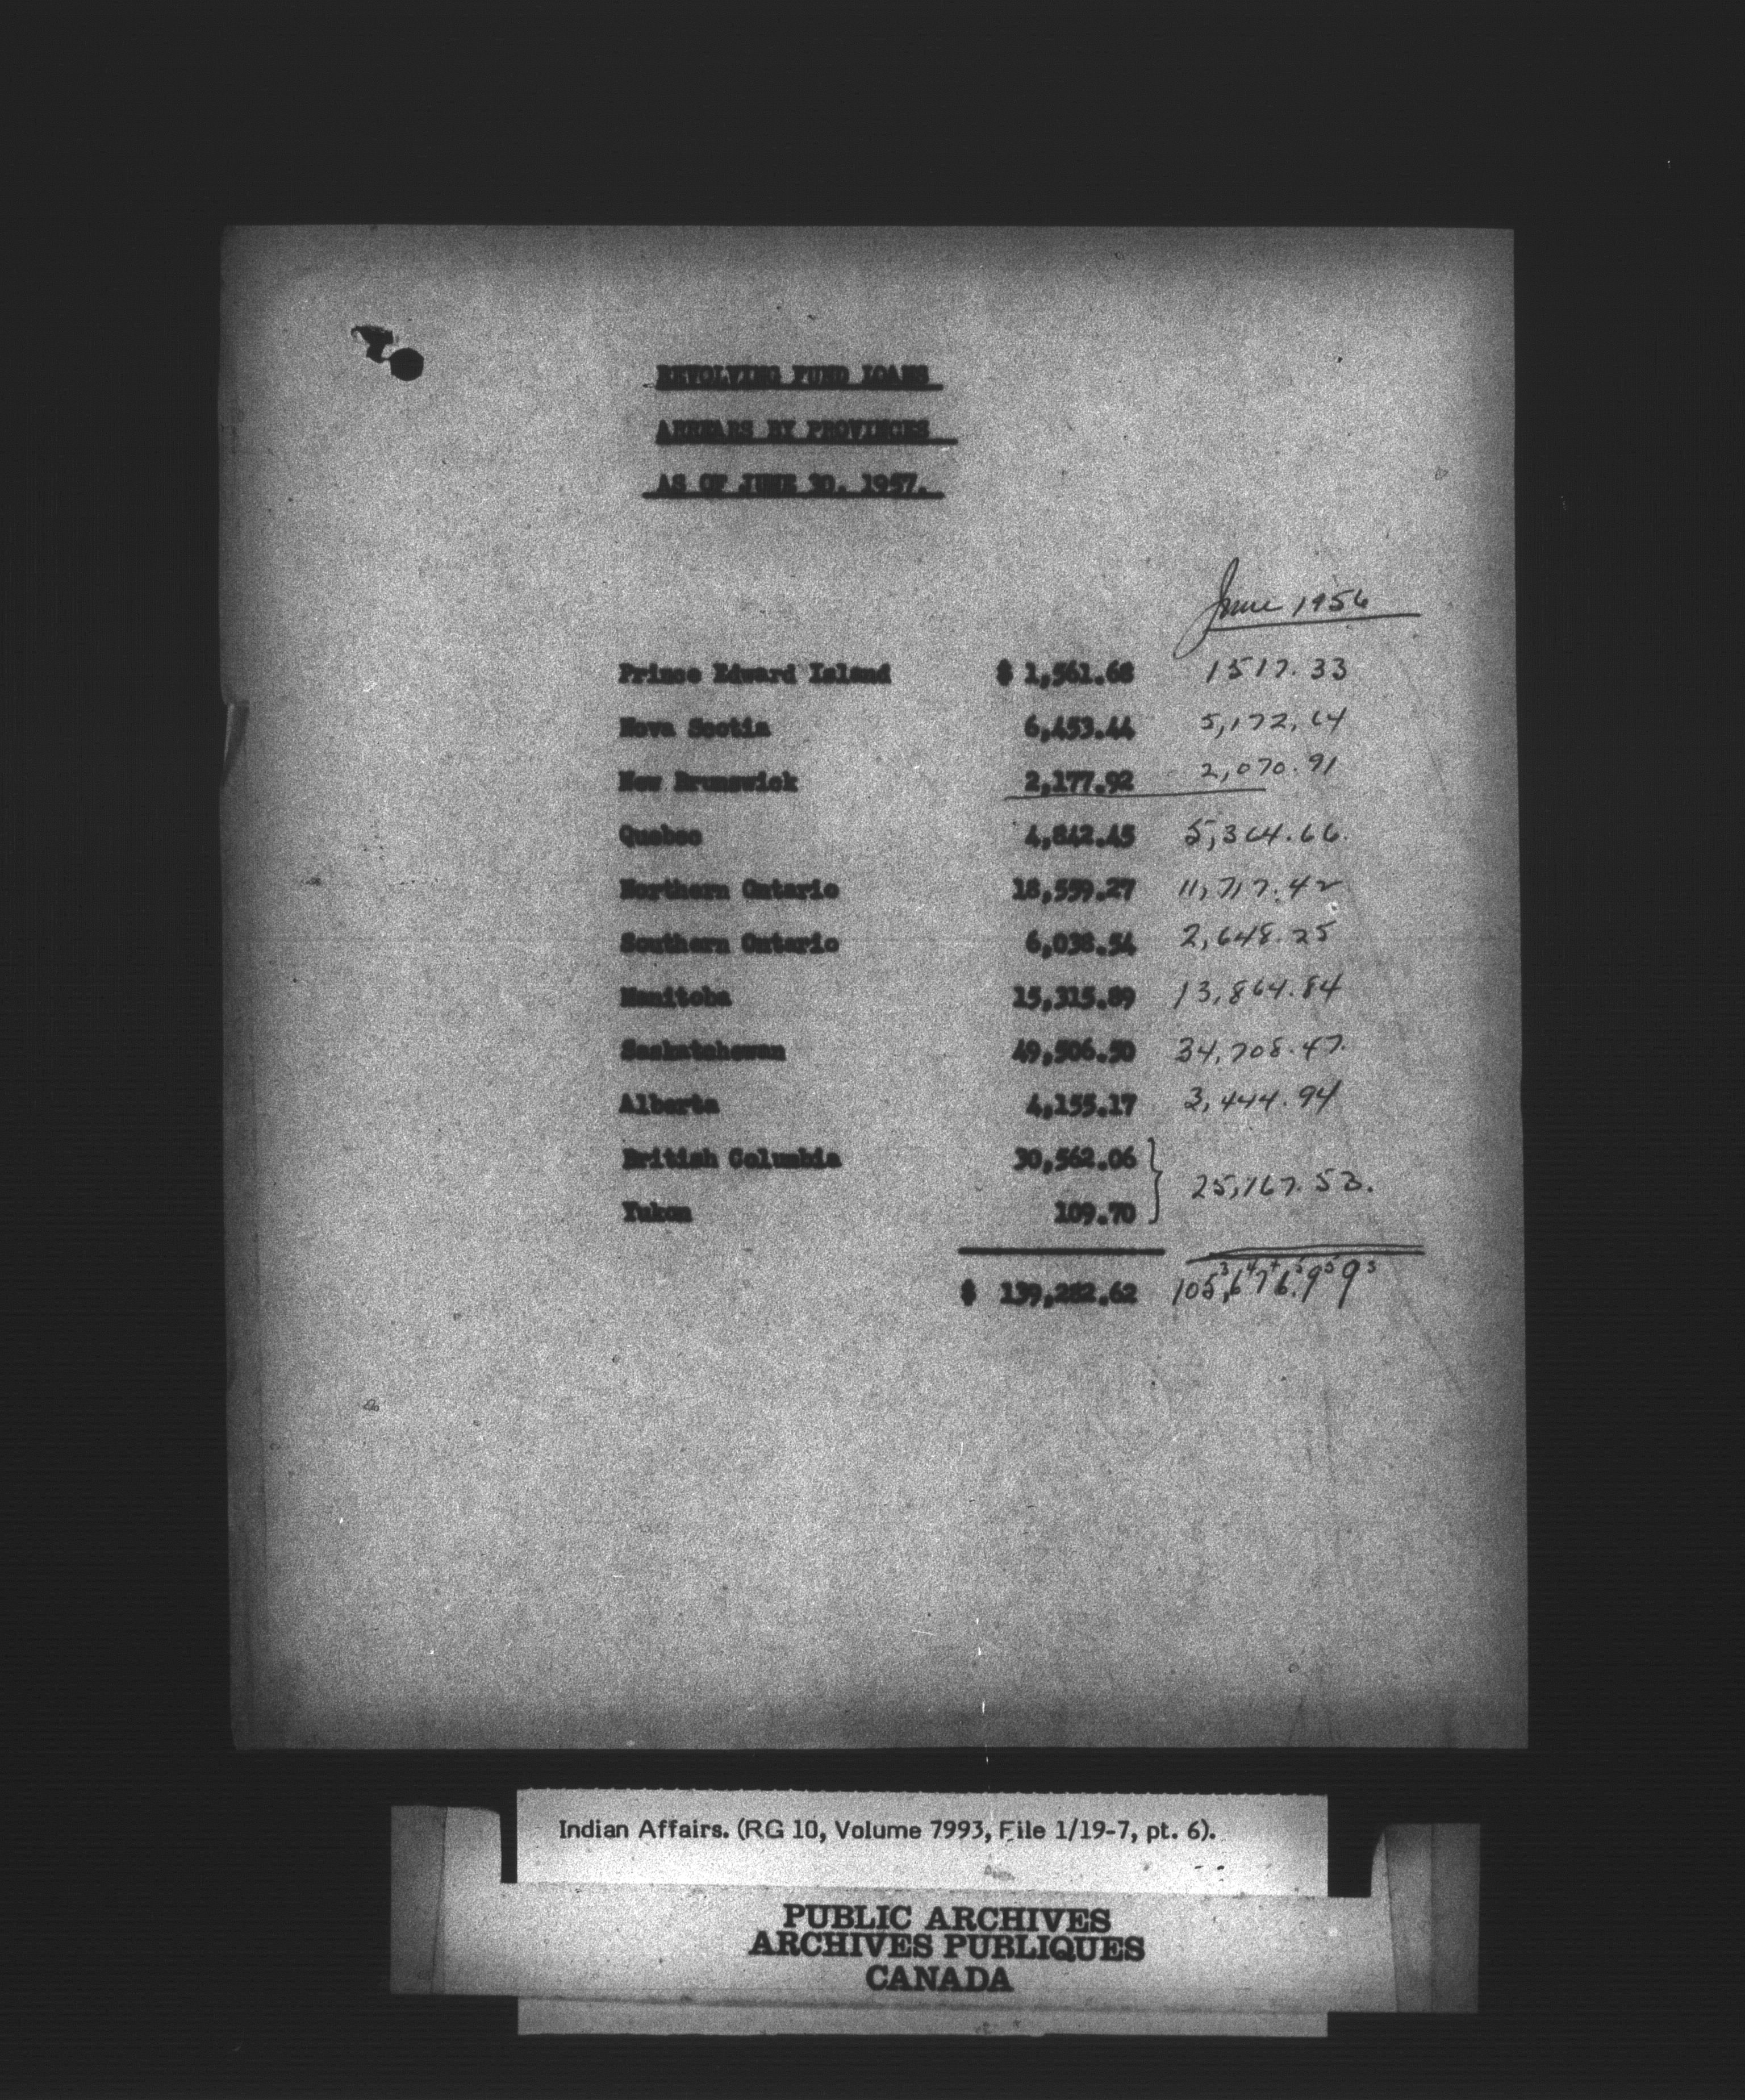 REVOLVING FUND LOANS
ARREARS BY PROVINCES
AS OF JUNE 30, 1957.
June 1956
Prince Edward Island $ 1,561.68 1517.33
Nova Scotia 6,453.44 5,172.64
New Brunswick 2,177.92 2,070.91
Quebec 4,842.45 5,364.66.
Northern Ontario 18,559.27 11,717.42
Southern Ontario 6,038.54 2,648.25
Manitoba 15,315.89 13,864.84
Saskatchewan 49,506.50 34,708.47.
Alberta 4,155.17 3,444.94
British Columbia 30,562.06 } 25,167.53.
Yukon 109.70
$ 139,282.62 105,676.99
Indian Affairs. (RG 10, Volume 7993, File 1/19-7, pt. 6).
PUBLIC ARCHIVES
ARCHIVES PUBLIQUES
CANADA